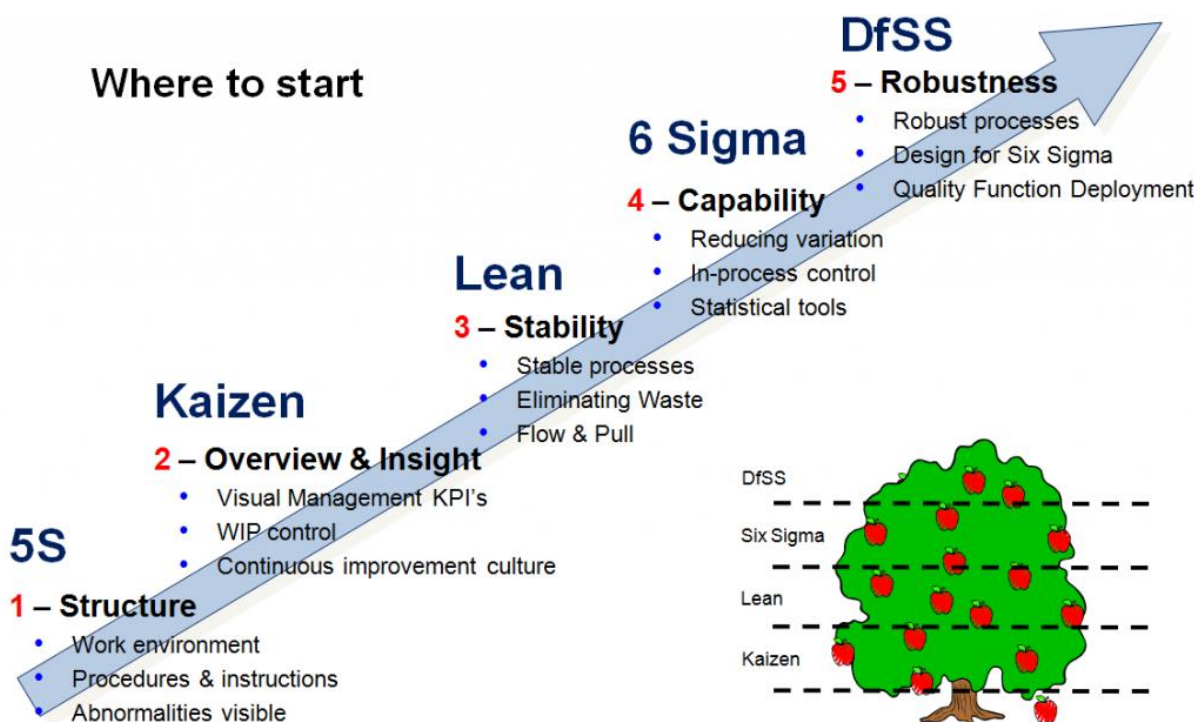 Where to start
DfSS
5 – Robustness
• Robust processes
• Design for Six Sigma
• Quality Function Deployment
6 Sigma
4 – Capability
• Reducing variation
• In-process control
• Statistical tools
Lean
3 – Stability
• Stable processes
• Eliminating Waste
• Flow & Pull
Kaizen
2 – Overview & Insight
• Visual Management KPI's
• WIP control
• Continuous improvement culture
5S
1 – Structure
• Work environment
• Procedures & instructions
• Abnormalities visible
DfSS
Six Sigma
Lean
Kaizen